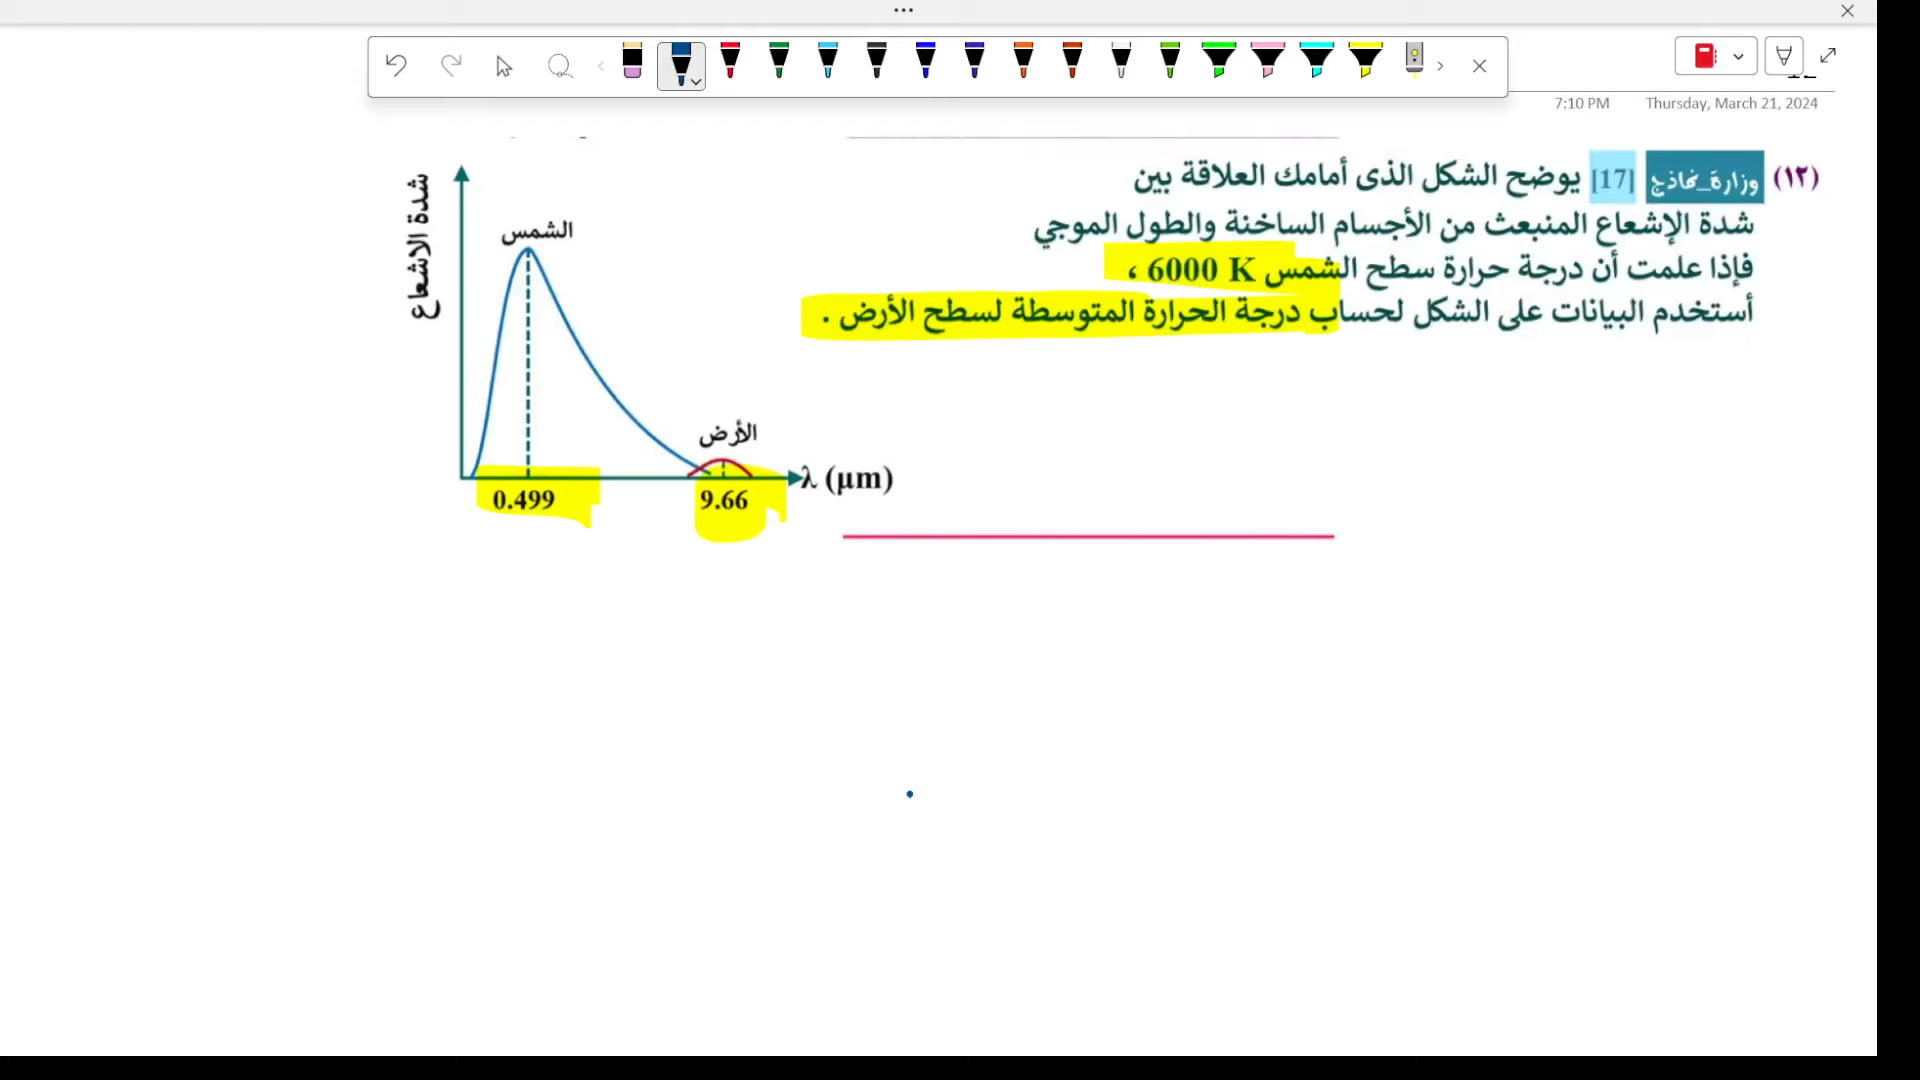 7:10 PM
Thursday, March 21, 2024
(١٢) وزارة_نماذج [17] يوضح الشكل الذى أمامك العلاقة بين
شدة الإشعاع المنبعث من الأجسام الساخنة والطول الموجي
فإذا علمت أن درجة حرارة سطح الشمس 6000 K ،
أستخدم البيانات على الشكل لحساب درجة الحرارة المتوسطة لسطح الأرض .
شدة الاشعاع
الشمس
الأرض
λ (μm)
0.499
9.66